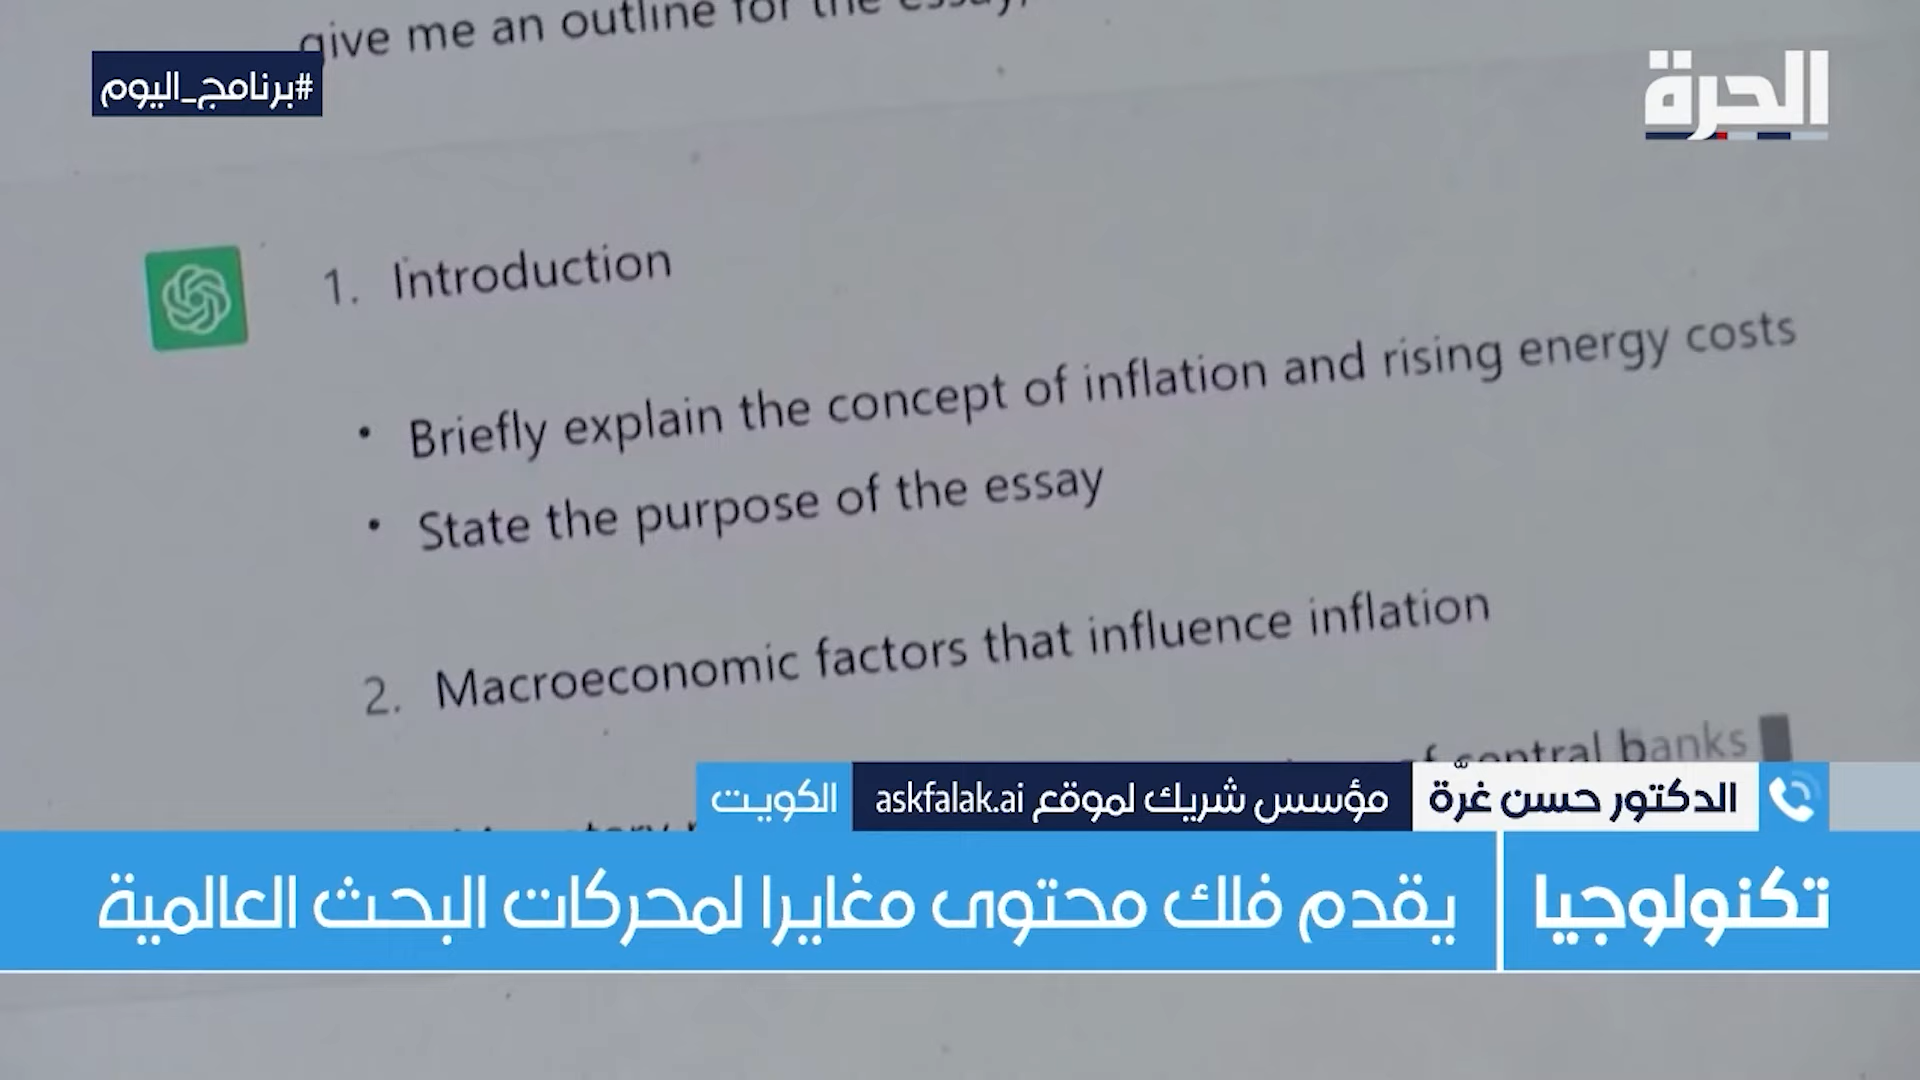 give me an outline for the essay,
#برنامج_اليوم
الحرة
1. Introduction
• Briefly explain the concept of inflation and rising energy costs
• State the purpose of the essay
2. Macroeconomic factors that influence inflation
of central banks
الدكتور حسن غرّة
مؤسس شريك لموقع askfalak.ai
الكويت
تكنولوجيا
يقدم فلك محتوى مغايرا لمحركات البحث العالمية